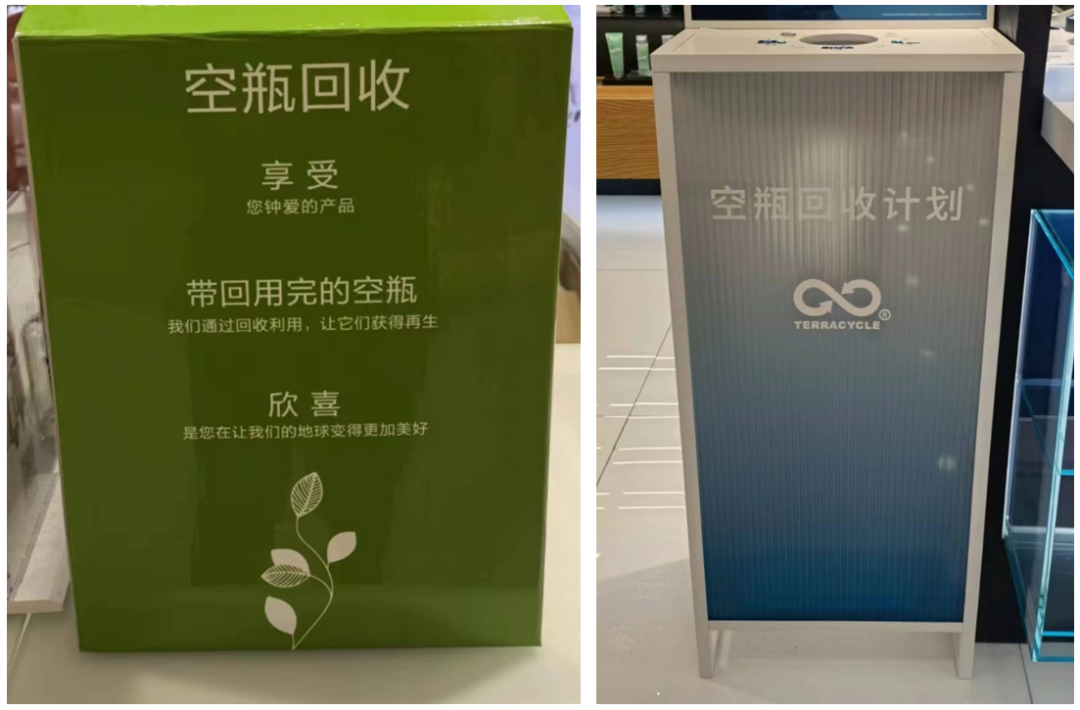 空瓶回收
享受
您钟爱的产品
带回用完的空瓶
我们通过回收利用，让它们获得再生
欣喜
是您在让我们的地球变得更加美好
空瓶回收计划
TERRACYCLE®